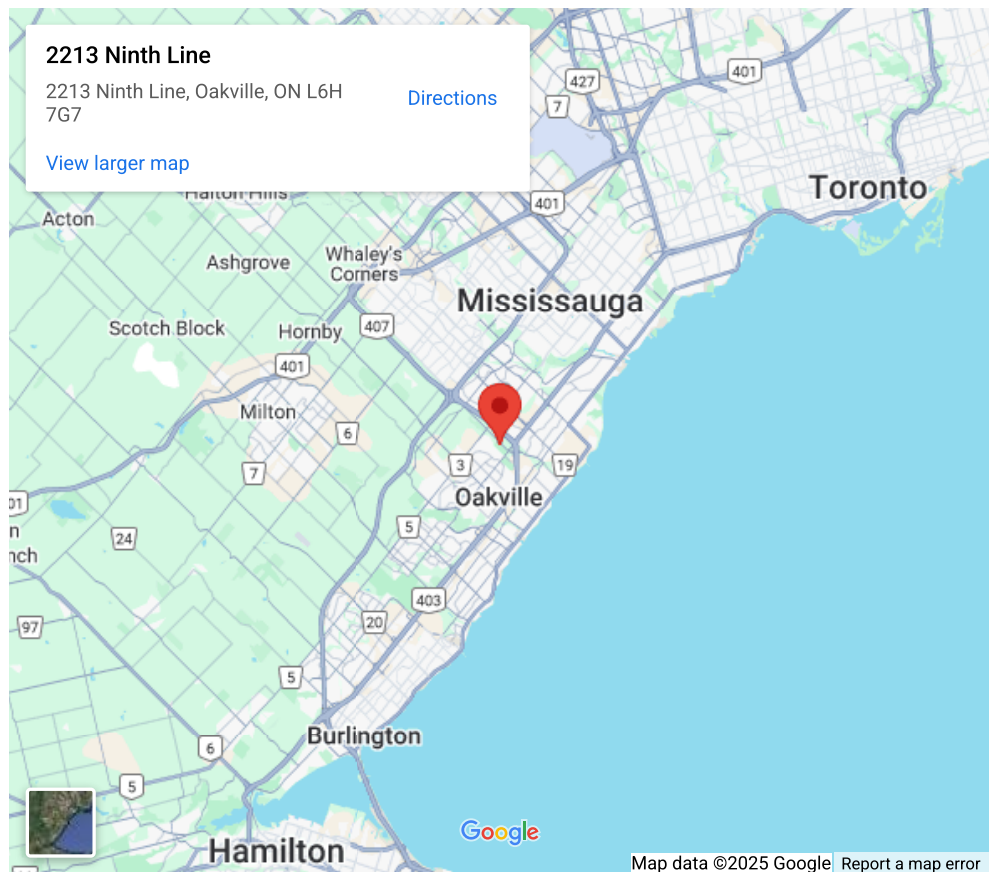 2213 Ninth Line
2213 Ninth Line, Oakville, ON L6H
7G7
Directions
View larger map
427
401
7
Toronto
Halton Hills
401
Acton
Whaley's
Corners
Ashgrove
Mississauga
407
Scotch Block
Hornby
401
Milton
6
3
19
7
Oakville
01
5
n
nch
24
403
20
97
5
Burlington
6
5
Google
Hamilton
Map data ©2025 Google
Report a map error